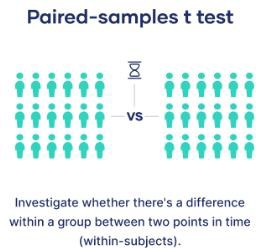 Paired-samples t test
VS
Investigate whether there's a difference
within a group between two points in time
(within-subjects).